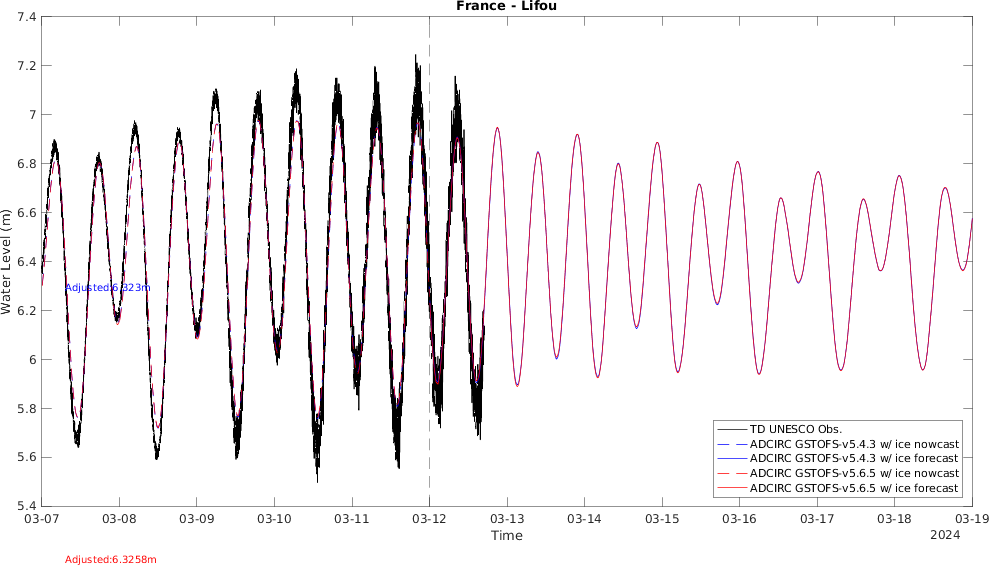 France - Lifou
7.4
7.2
7
6.8
6.6
6.4
6.2
6
5.8
5.6
5.4
Water Level (m)
Adjusted:6.323m
TD UNESCO Obs.
ADCIRC GSTOFS-v5.4.3 w/ ice nowcast
ADCIRC GSTOFS-v5.4.3 w/ ice forecast
ADCIRC GSTOFS-v5.6.5 w/ ice nowcast
ADCIRC GSTOFS-v5.6.5 w/ ice forecast
03-07 03-08 03-09 03-10 03-11 03-12 03-13 03-14 03-15 03-16 03-17 03-18 03-19
Time
2024
Adjusted:6.3258m